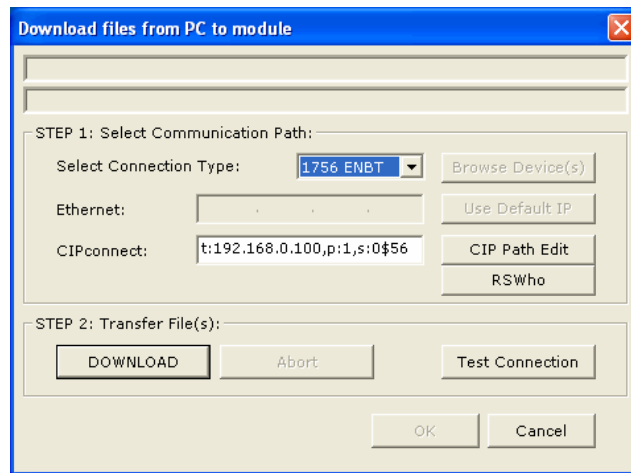 Download files from PC to module
STEP 1: Select Communication Path:
Select Connection Type: 1756 ENBT Browse Device(s)
Ethernet: . . . Use Default IP
CIPconnect: t:192.168.0.100,p:1,s:0$56 CIP Path Edit
RSWho
STEP 2: Transfer File(s):
DOWNLOAD Abort Test Connection
OK Cancel